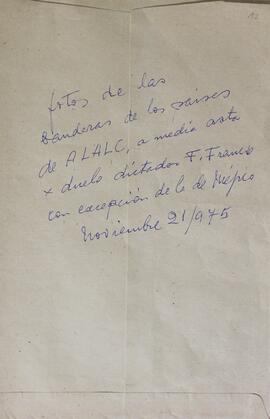 fotos de las
banderas de los paises
de ALALC, a media asta
x duelo dictador F. Franco
con excepción de la de Méjico
Noviembre 21/975